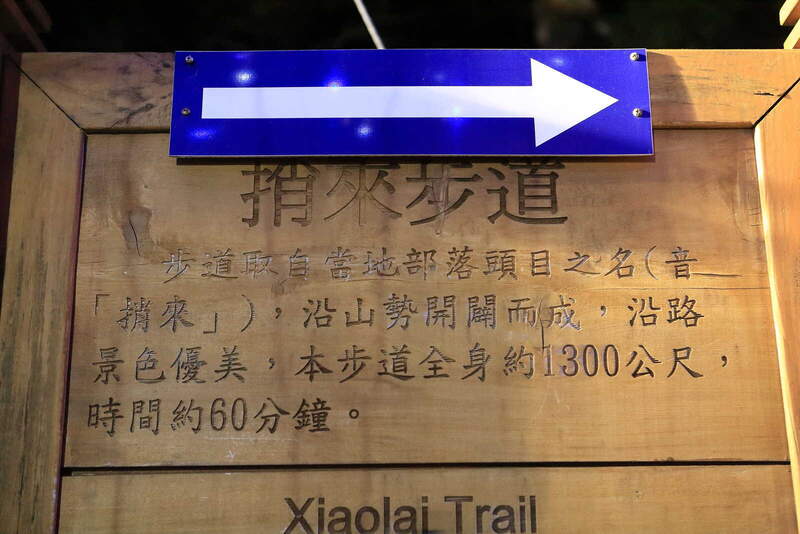 捎來步道
步道取自當地部落頭目之名(音
「捎來」)，沿山勢開闢而成，沿路
景色優美，本步道全身約1300公尺，
時間約60分鐘。
Xiaolai Trail